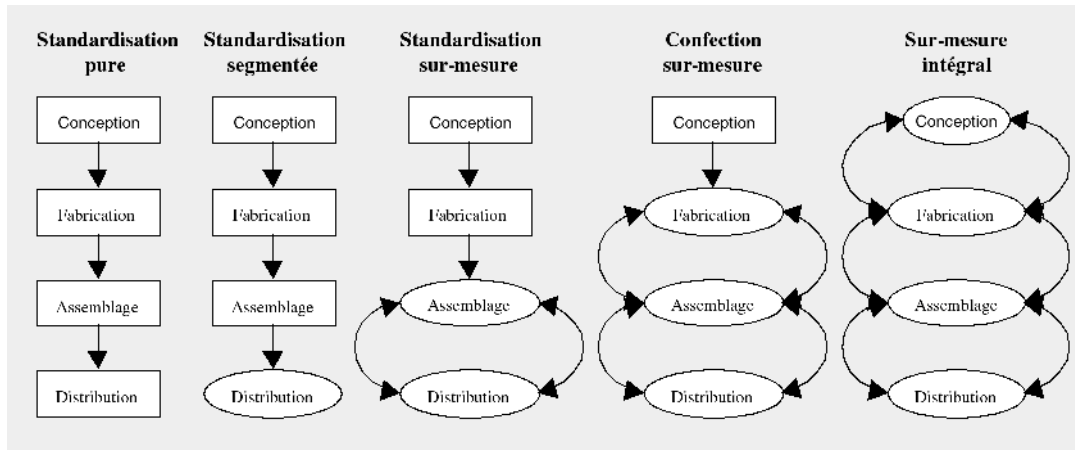 Standardisation
pure
Standardisation
segmentée
Standardisation
sur-mesure
Confection
sur-mesure
Sur-mesure
intégral
Conception
Conception
Conception
Conception
Conception
Fabrication
Fabrication
Fabrication
Fabrication
Fabrication
Assemblage
Assemblage
Assemblage
Assemblage
Assemblage
Distribution
Distribution
Distribution
Distribution
Distribution